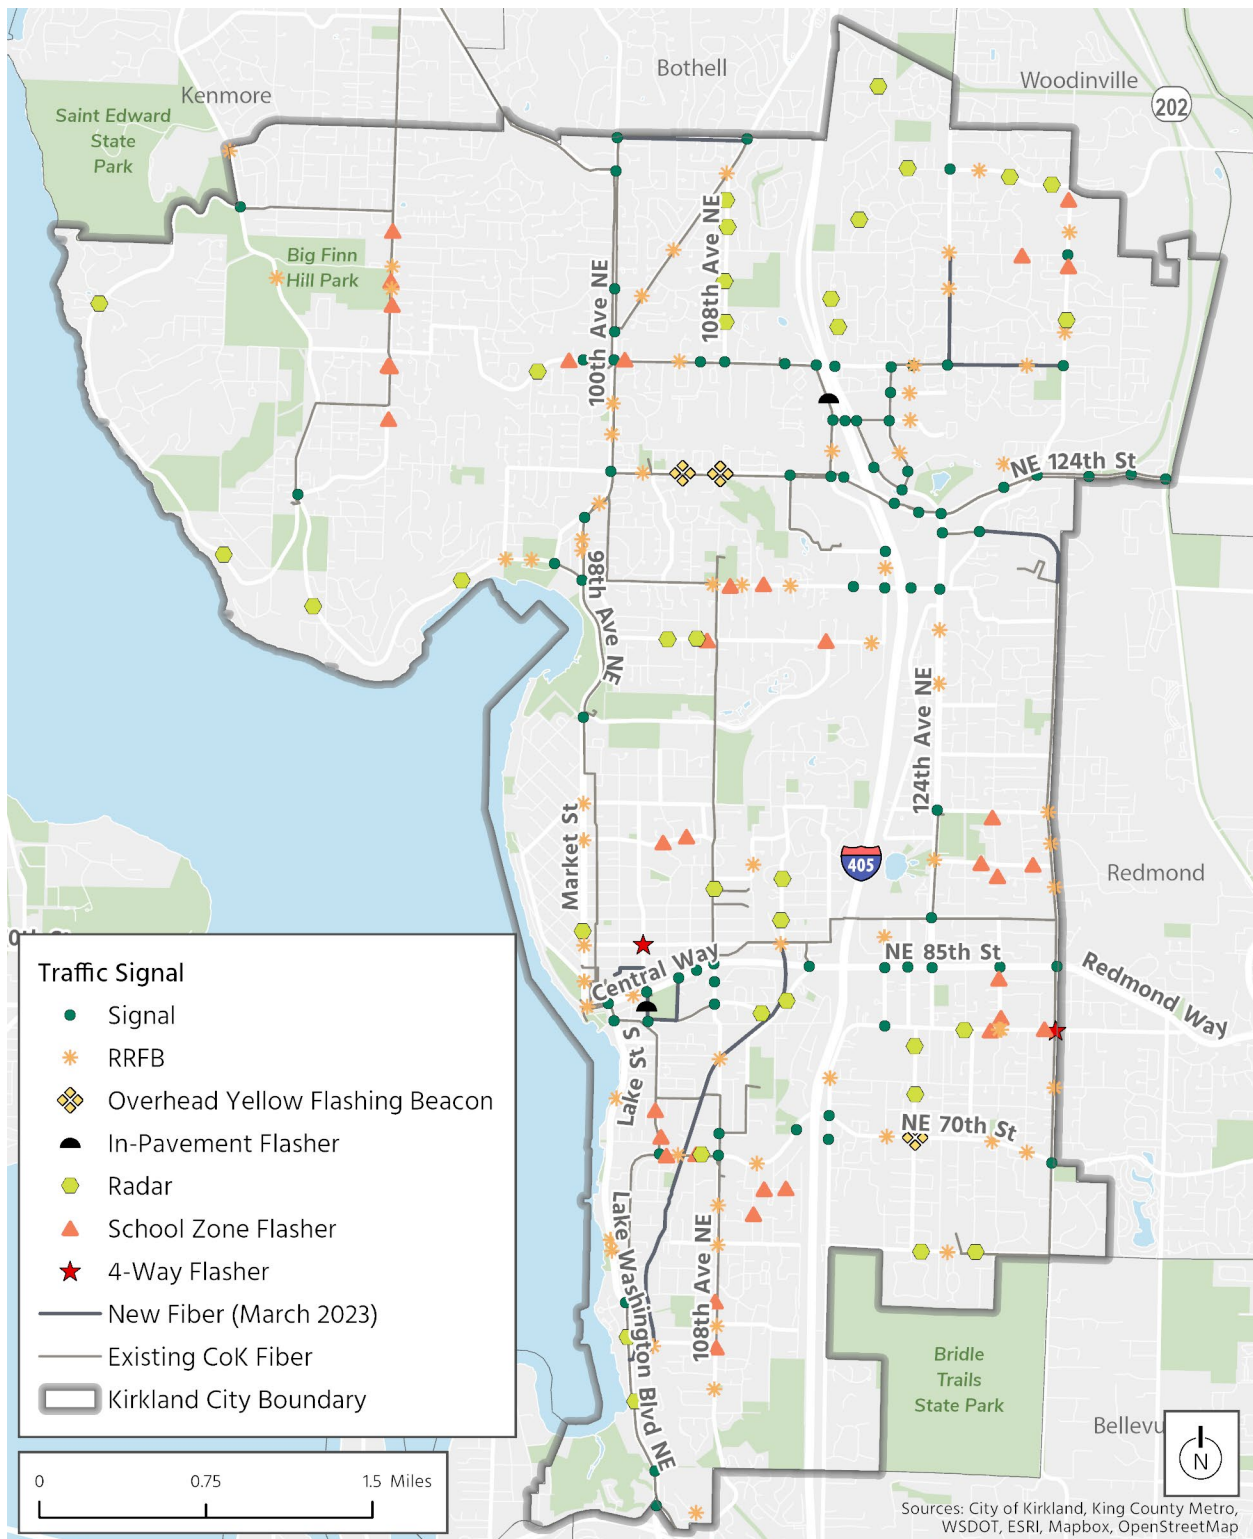 Bothell
Woodinville
Kenmore
202
Saint Edward
State
Park
Big Finn
Hill Park
108th Ave NE
100th Ave NE
NE 124th St
98th Ave NE
124th Ave NE
Market St
405
Redmond
NE 85th St
Central Way
Redmond Way
Lake St S
NE 70th St
Lake Washington Blvd NE
108th Ave NE
Bridle
Trails
State Park
Bellevu
Traffic Signal
Signal
RRFB
Overhead Yellow Flashing Beacon
In-Pavement Flasher
Radar
School Zone Flasher
4-Way Flasher
New Fiber (March 2023)
Existing CoK Fiber
Kirkland City Boundary
0 0.75 1.5 Miles
N
Sources: City of Kirkland, King County Metro,
WSDOT, ESRI, Mapbox, OpenStreetMap